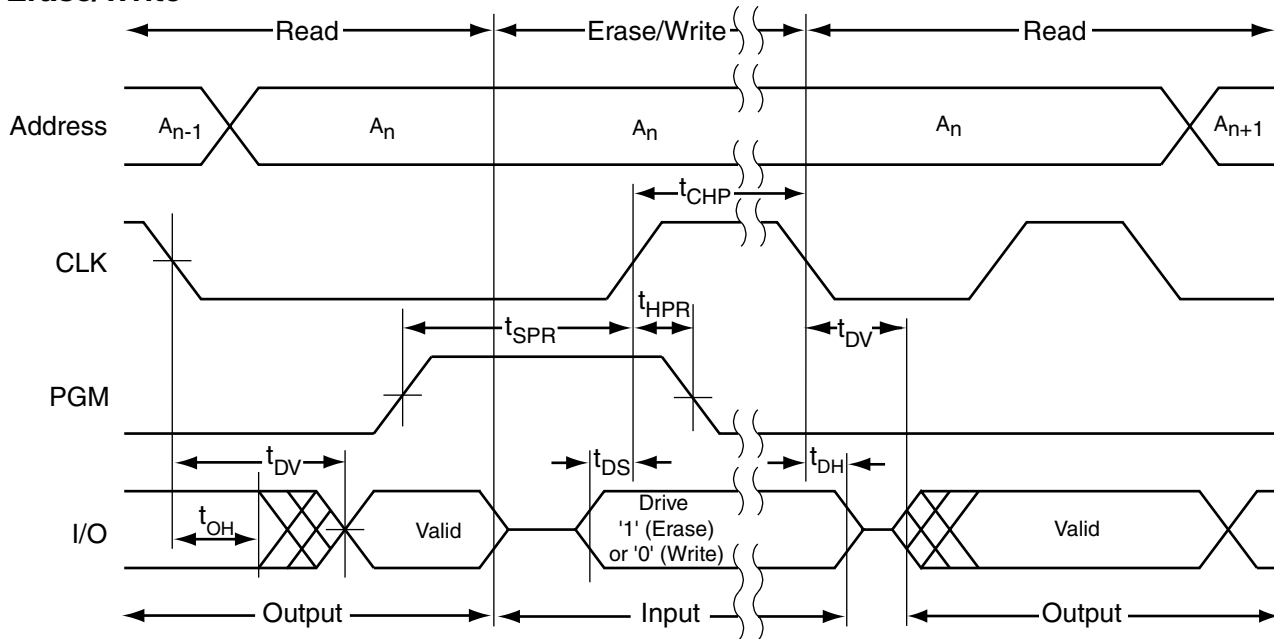 Erase/Write
Read Erase/Write Read
Address An-1 An An An An+1
tCHP
CLK
tHPR
tSPR tDV
PGM
tDV tDS tDH
Drive
tOH
I/O Valid '1' (Erase) Valid
or '0' (Write)
Output Input Output